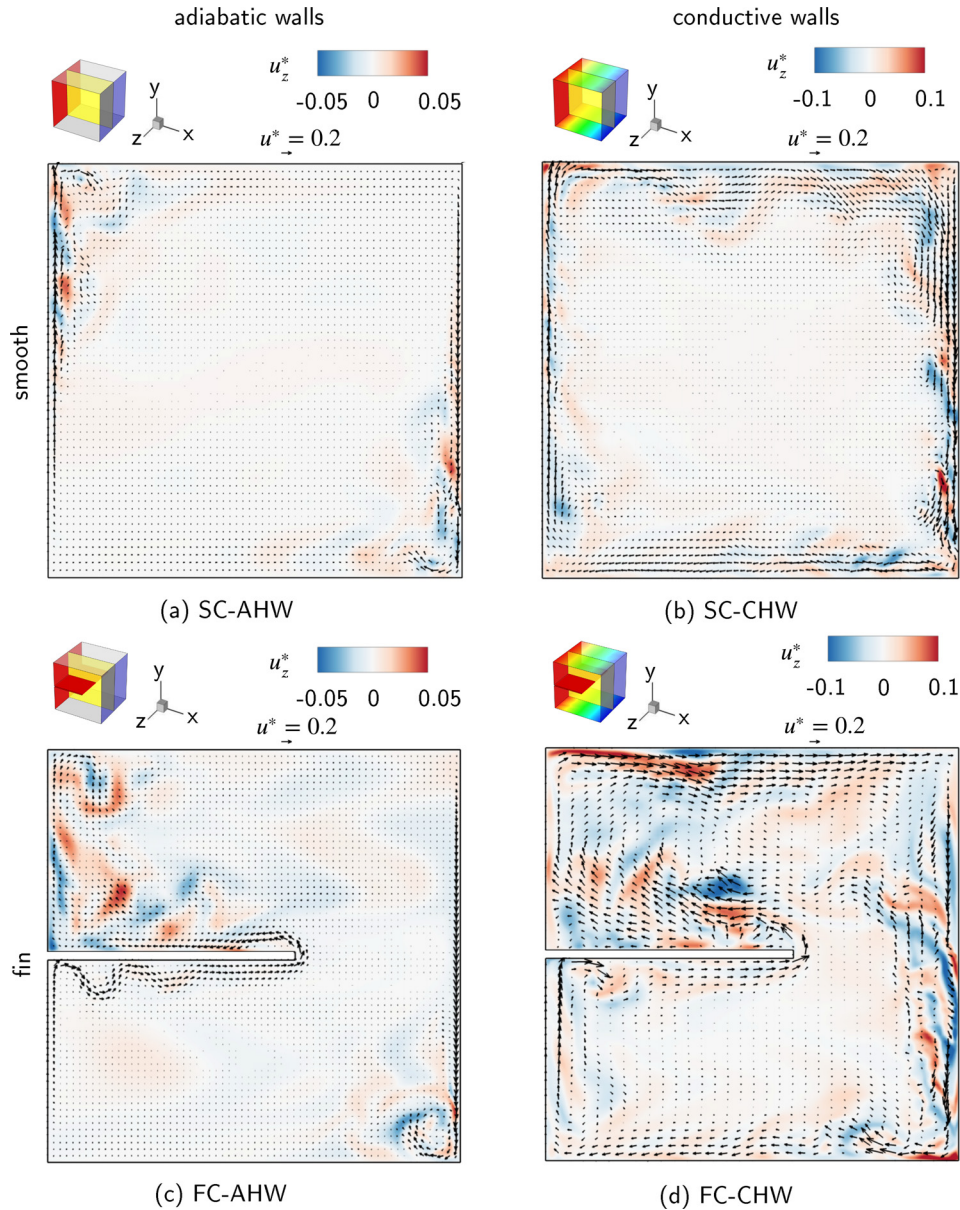 adiabatic walls
conductive walls
u*z
-0.05 0 0.05
y
z x
u* = 0.2
u*z
-0.1 0 0.1
y
z x
u* = 0.2
smooth
(a) SC-AHW
(b) SC-CHW
u*z
-0.05 0 0.05
y
z x
u* = 0.2
u*z
-0.1 0 0.1
y
z x
u* = 0.2
fin
(c) FC-AHW
(d) FC-CHW